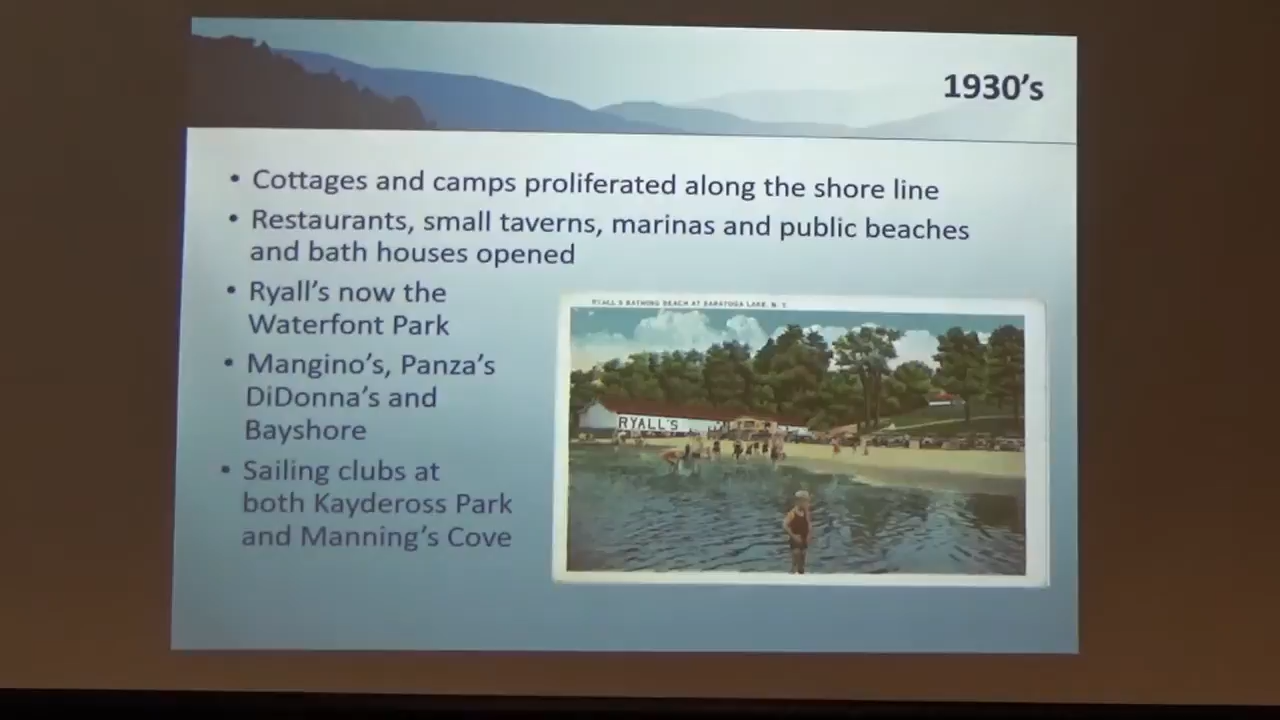 1930's
• Cottages and camps proliferated along the shore line
• Restaurants, small taverns, marinas and public beaches
and bath houses opened
• Ryall's now the
Waterfont Park
• Mangino's, Panza's
DiDonna's and
Bayshore
• Sailing clubs at
both Kaydeross Park
and Manning's Cove
RYALL'S BATHING BEACH AT SARATOGA LAKE, N. Y.
RYALL'S